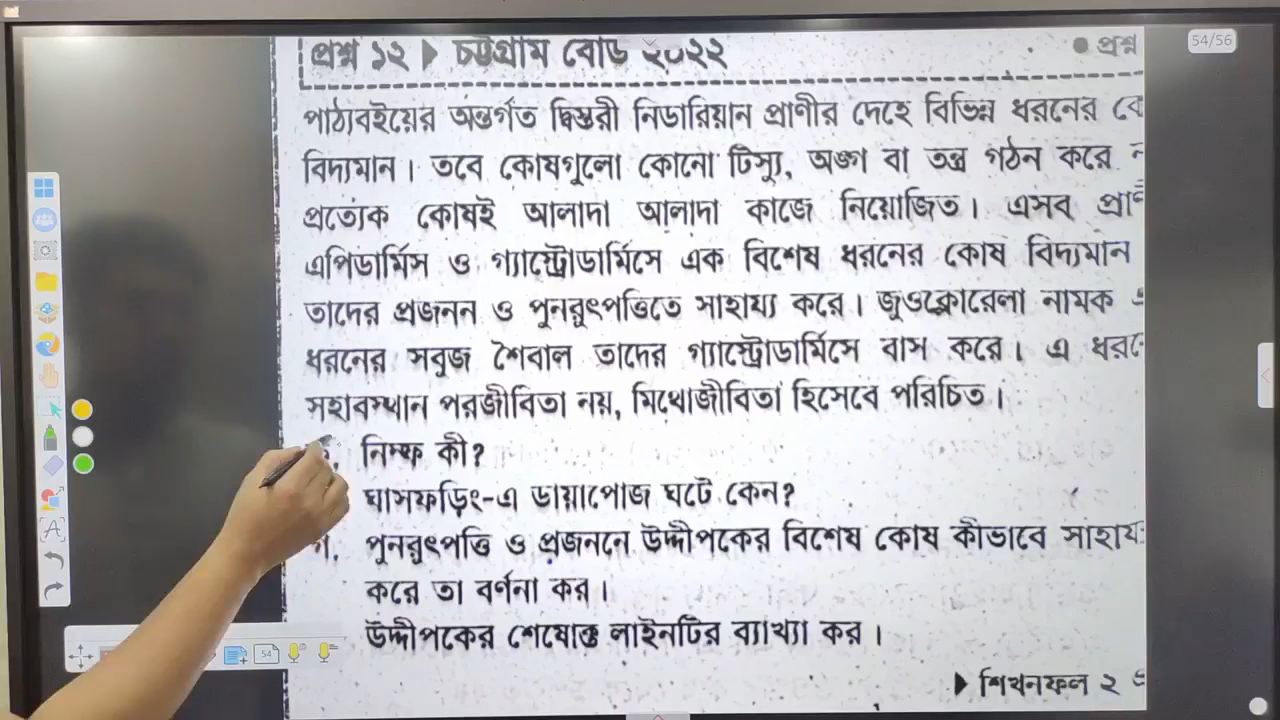 প্রশ্ন ১২ ▶ চট্টগ্রাম বোর্ড ২০২২
● প্রশ্ন
54/56
পাঠ্যবইয়ের অন্তর্গত দ্বিস্তরী নিডারিয়ান প্রাণীর দেহে বিভিন্ন ধরনের
বিদ্যমান। তবে কোষগুলো কোনো টিস্যু, অঙ্গ বা তন্ত্র গঠন করে
প্রত্যেক কোষই আলাদা আলাদা কাজে নিয়োজিত। এসব
এপিডার্মিস ও গ্যাস্ট্রোডার্মিসে এক বিশেষ ধরনের কোষ বিদ্যমান
তাদের প্রজনন ও পুনরুৎপত্তিতে সাহায্য করে। জুওক্লোরেলা নামক
ধরনের সবুজ শৈবাল তাদের গ্যাস্ট্রোডার্মিসে বাস করে। এ
সহাবস্থান পরজীবিতা নয়, মিথোজীবিতা হিসেবে পরিচিত।
নিম্ফ কী?
ঘাসফড়িং-এ ডায়াপোজ ঘটে কেন?
পুনরুৎপত্তি ও প্রজননে উদ্দীপকের বিশেষ কোষ কীভাবে
করে তা বর্ণনা কর।
উদ্দীপকের শেষোক্ত লাইনটির ব্যাখ্যা কর।
54
▶ শিখনফল ২